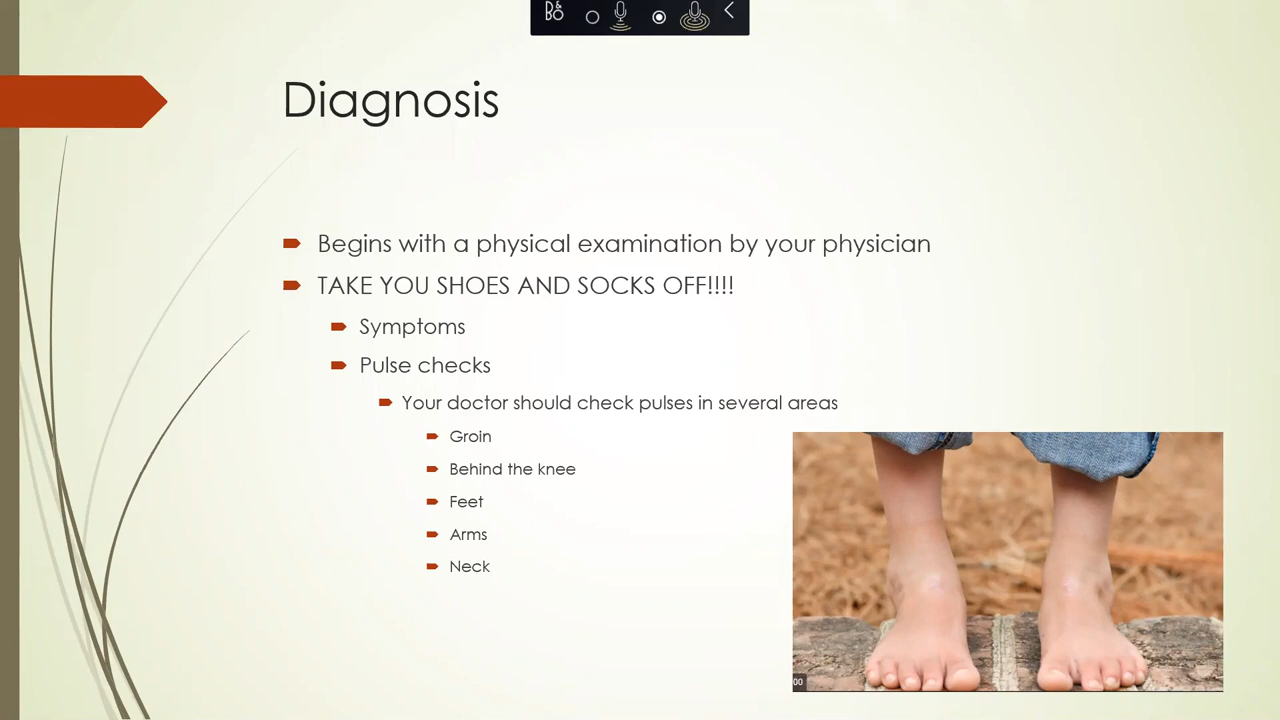 B&O
Diagnosis
Begins with a physical examination by your physician
TAKE YOU SHOES AND SOCKS OFF!!!!
Symptoms
Pulse checks
Your doctor should check pulses in several areas
Groin
Behind the knee
Feet
Arms
Neck
00